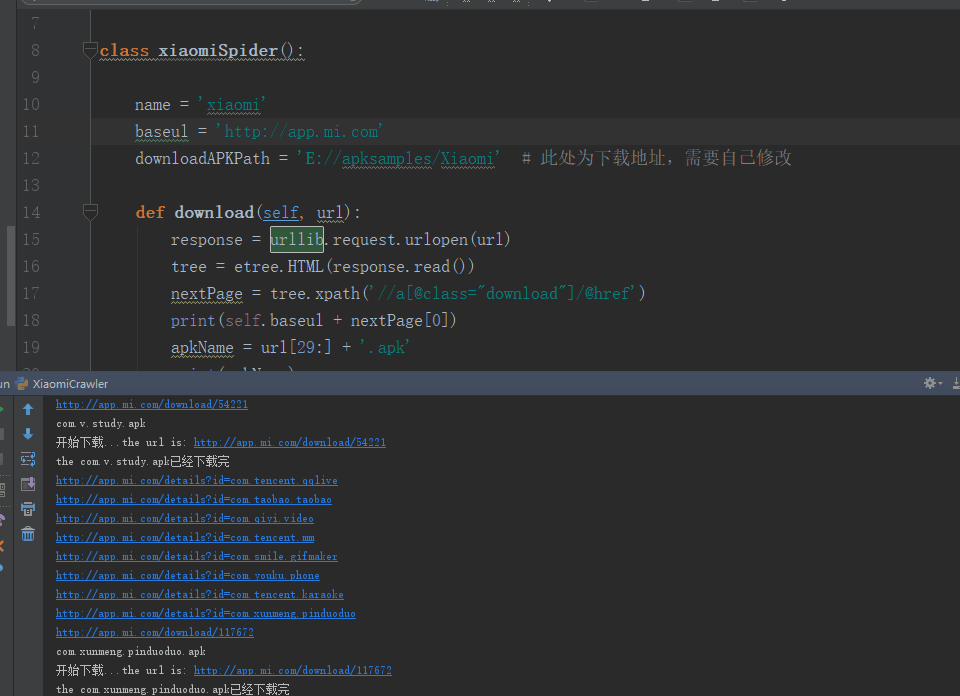 7
8 class xiaomiSpider():
9
10 name = 'xiaomi'
11 baseul = 'http://app.mi.com'
12 downloadAPKPath = 'E://apksamples/Xiaomi' # 此处为下载地址，需要自己修改
13
14 def download(self, url):
15 response = urllib.request.urlopen(url)
16 tree = etree.HTML(response.read())
17 nextPage = tree.xpath('//a[@class="download"]/@href')
18 print(self.baseul + nextPage[0])
19 apkName = url[29:] + '.apk'
un XiaomiCrawler
http://app.mi.com/download/54221
com.v.study.apk
开始下载...the url is: http://app.mi.com/download/54221
the com.v.study.apk已经下载完
http://app.mi.com/details?id=com.tencent.qqlive
http://app.mi.com/details?id=com.taobao.taobao
http://app.mi.com/details?id=com.qiyi.video
http://app.mi.com/details?id=com.tencent.mm
http://app.mi.com/details?id=com.smile.gifmaker
http://app.mi.com/details?id=com.youku.phone
http://app.mi.com/details?id=com.tencent.karaoke
http://app.mi.com/details?id=com.xunmeng.pinduoduo
http://app.mi.com/download/117672
com.xunmeng.pinduoduo.apk
开始下载...the url is: http://app.mi.com/download/117672
the com.xunmeng.pinduoduo.apk已经下载完